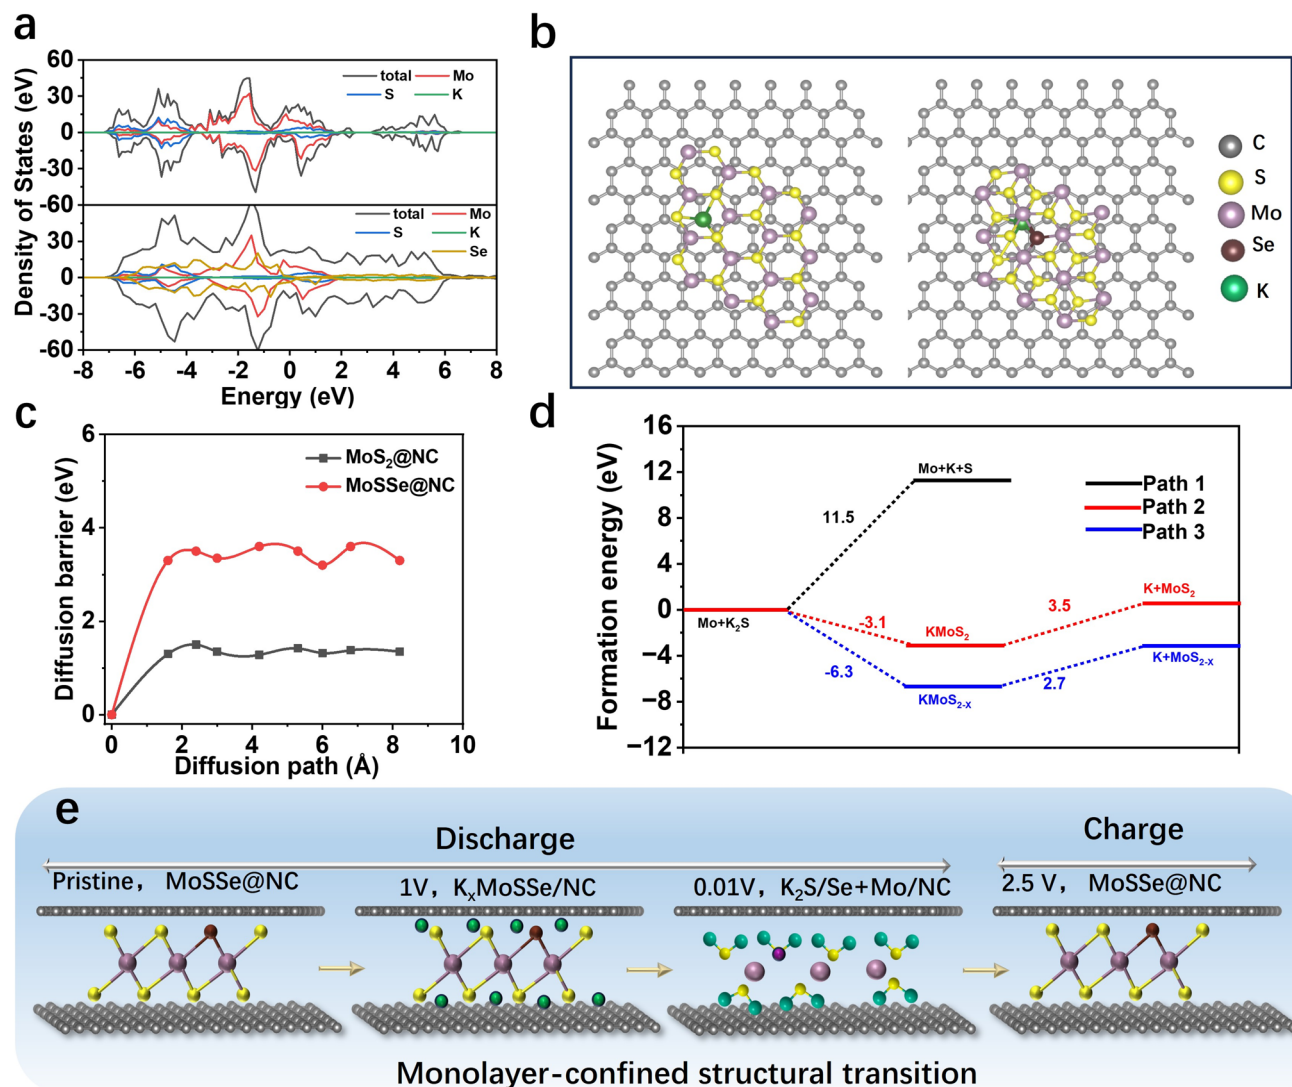 a
60
30
0
-30
-60
30
0
-30
-60
Density of States (eV)
total Mo
S K
total Mo
S K
Se
-8 -6 -4 -2 0 2 4 6 8
Energy (eV)
b
C
S
Mo
Se
K
c
6
4
2
0
Diffusion barrier (eV)
MoS₂@NC
MoSSe@NC
0 2 4 6 8 10
Diffusion path (Å)
d
16
12
8
4
0
−4
−8
−12
Formation energy (eV)
Mo+K+S
11.5
Path 1
Path 2
Path 3
K+MoS₂
3.5
Mo+K₂S
-3.1
KMoS₂
K+MoS₂₋ₓ
-6.3
2.7
KMoS₂₋ₓ
e
Discharge
Charge
Pristine, MoSSe@NC
1V, KₓMoSSe/NC
0.01V, K₂S/Se+Mo/NC
2.5 V, MoSSe@NC
Monolayer-confined structural transition